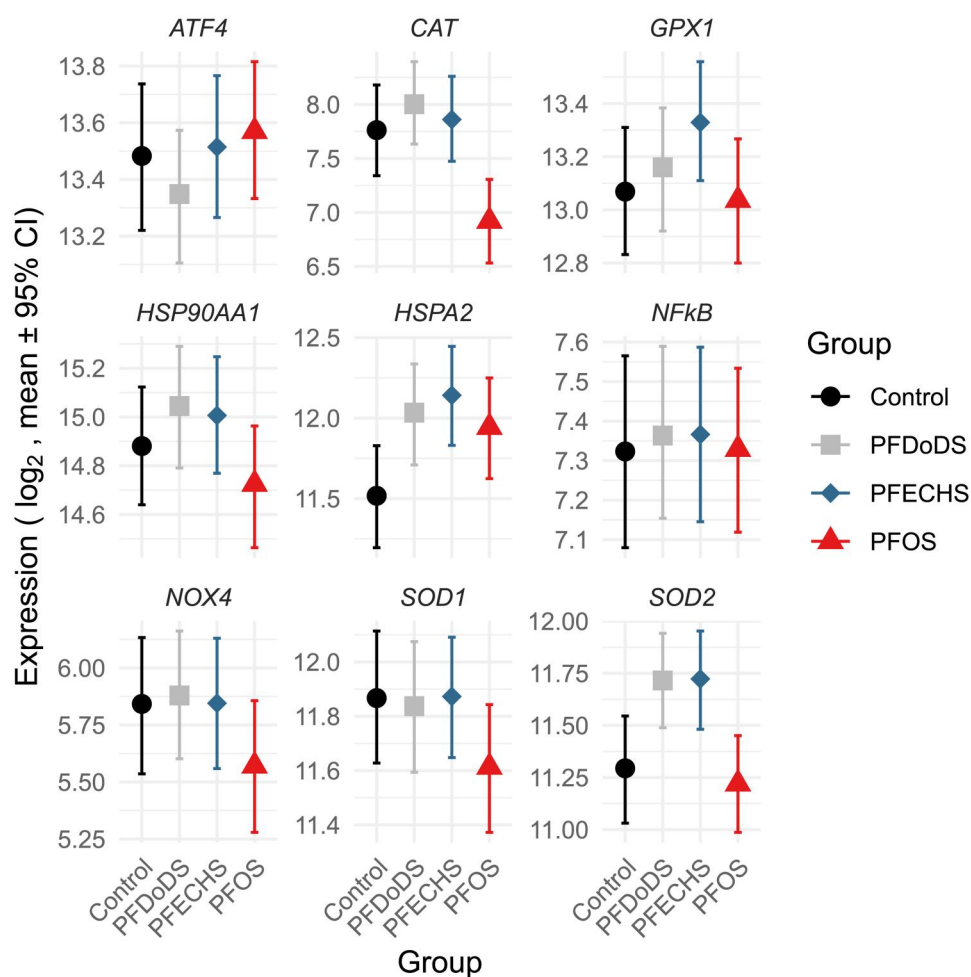 ATF4
CAT
GPX1
13.8
13.6
13.4
13.2
8.0
7.5
7.0
6.5
13.4
13.2
13.0
12.8
HSP90AA1
HSPA2
NFkB
15.2
15.0
14.8
14.6
12.5
12.0
11.5
7.6
7.5
7.4
7.3
7.2
7.1
NOX4
SOD1
SOD2
6.00
5.75
5.50
5.25
12.0
11.8
11.6
11.4
12.00
11.75
11.50
11.25
11.00
Control
PFDoDS
PFECHS
PFOS
Control
PFDoDS
PFECHS
PFOS
Control
PFDoDS
PFECHS
PFOS
Group
Expression ( log₂ , mean ± 95% CI)
Group
Control
PFDoDS
PFECHS
PFOS